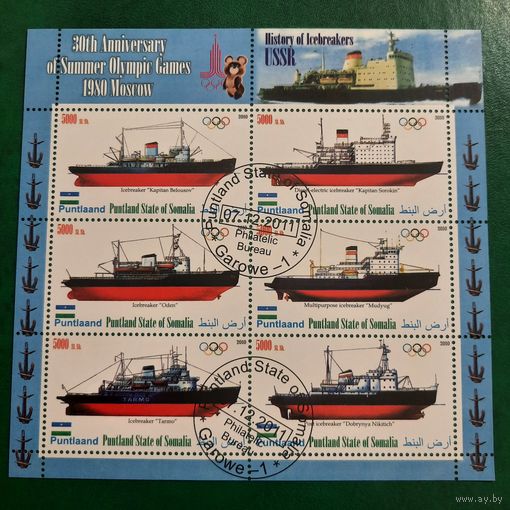 30th Anniversary
of Summer Olympic Games
1980 Moscow
History of Icebreakers
USSR
5000 Sl. Sh
2010
Icebreaker "Kapitan Belousov"
Puntlaand
Puntland State of Somalia
أرض البنط
5000 Sl. Sh
2010
Diesel-electric icebreaker "Kapitan Sorokin"
Puntlaand
Puntland State of Somalia
أرض البنط
5000 Sl. Sh
2010
Icebreaker "Oden"
Puntlaand
Puntland State of Somalia
أرض البنط
2010
Multipurpose icebreaker "Mudyug"
Puntlaand
Puntland State of Somalia
أرض البنط
5000 Sl. Sh
2010
TARMO
Icebreaker "Tarmo"
Puntlaand
Puntland State of Somalia
أرض البنط
5000 Sl. Sh
2010
Port icebreaker "Dobrynya Nikitich"
Puntlaand
Puntland State of Somalia
أرض البنط
Puntland State of Somalia
07.12.2011
Philatelic
Bureau
* Garowe -1 *
Puntland State of Somalia
.12.2011
Philatelic
Bureau
* Garowe -1 *
www.ay.by